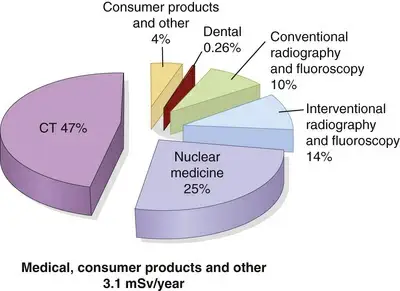 Consumer products
and other
4%
Dental
0.26%
Conventional
radiography
and fluoroscopy
10%
Interventional
radiography
and fluoroscopy
14%
CT 47%
Nuclear
medicine
25%
Medical, consumer products and other
3.1 mSv/year